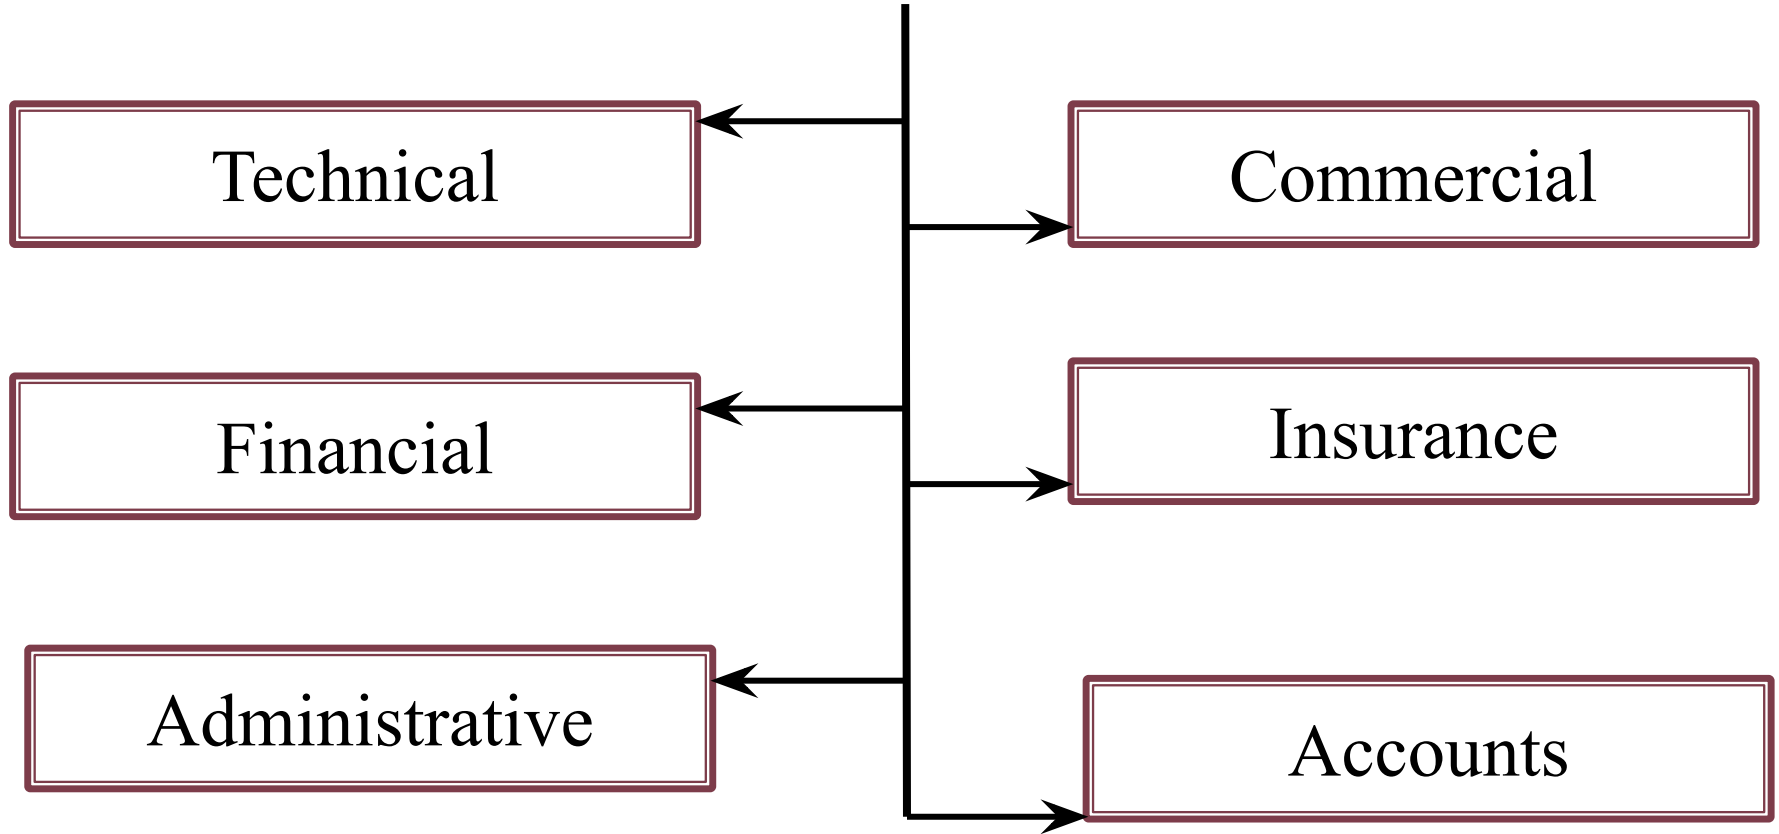 Technical
Commercial
Financial
Insurance
Administrative
Accounts